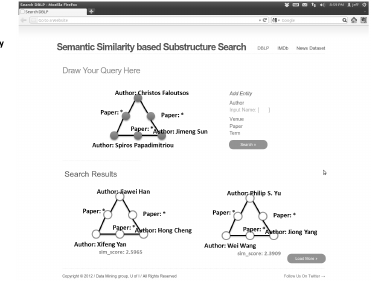 Search DBLP - Mozilla Firefox
Search DBLP
Google
Semantic Similarity based Substructure Search
DBLP IMDb News Dataset
Draw Your Query Here
Author: Christos Faloutsos
Paper: *
Paper: *
Paper: *
Author: Jimeng Sun
Author: Spiros Papadimitriou
Add Entity
Author
Input Name: [ ]
Venue
Paper
Term
Search »
Search Results
Author: Jiawei Han
Paper: *
Paper: *
Paper: *
Author: Hong Cheng
Author: Xifeng Yan
sim_score: 2.5965
Author: Philip S. Yu
Paper: *
Paper: *
Paper: *
Author: Jiong Yang
Author: Wei Wang
sim_score: 2.3909
Load More »
Copyright © 2012 / Data Mining group, U of I / All Rights Reserved
Follow Us On Twitter →